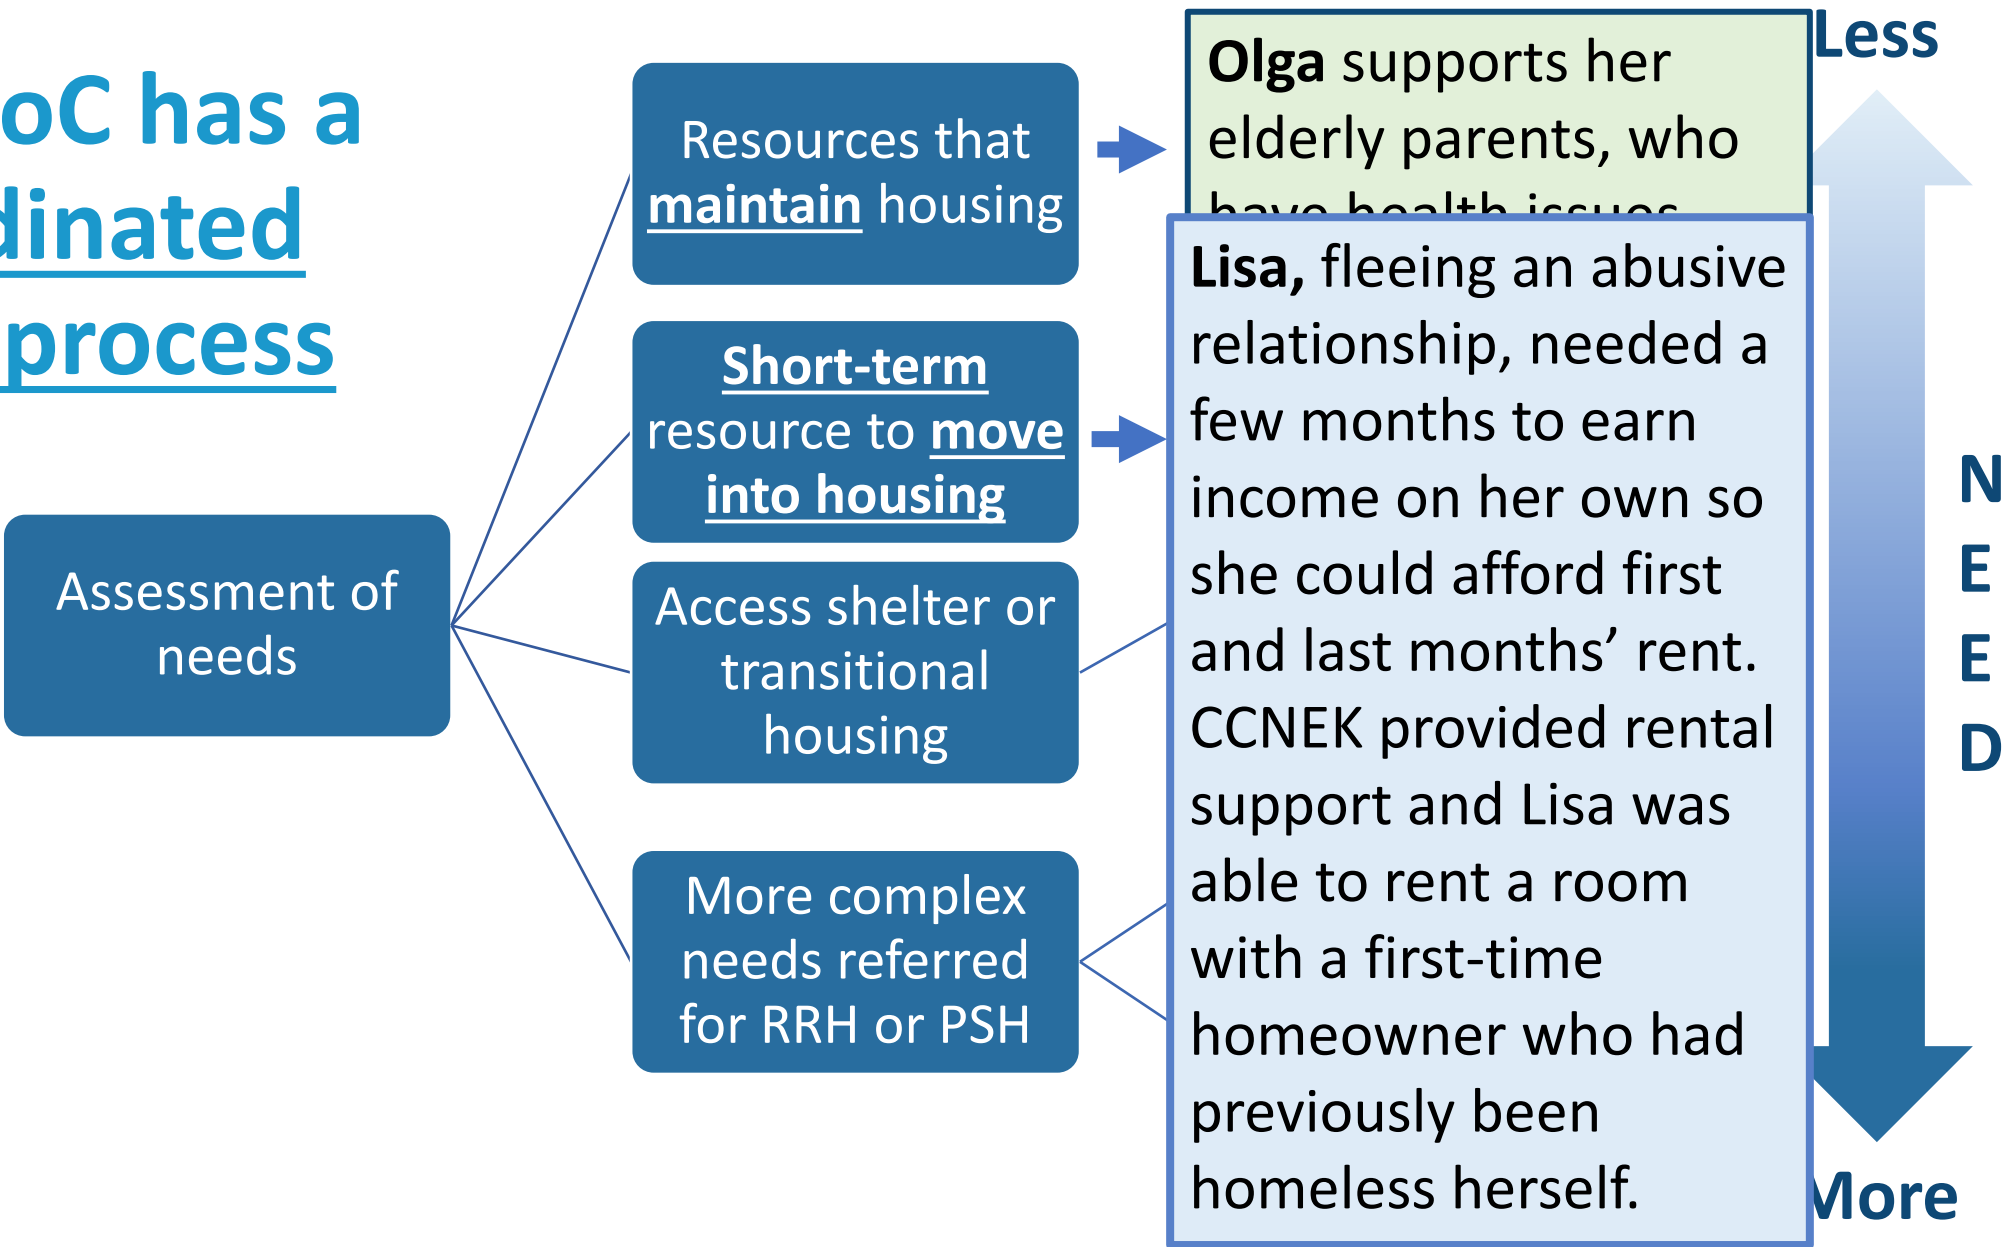 oC has a
dinated
process
Assessment of
needs
Resources that
maintain housing
Short-term
resource to move
into housing
Access shelter or
transitional
housing
More complex
needs referred
for RRH or PSH
Olga supports her
elderly parents, who
have health issues
Lisa, fleeing an abusive
relationship, needed a
few months to earn
income on her own so
she could afford first
and last months’ rent.
CCNEK provided rental
support and Lisa was
able to rent a room
with a first-time
homeowner who had
previously been
homeless herself.
Less
N
E
E
D
More